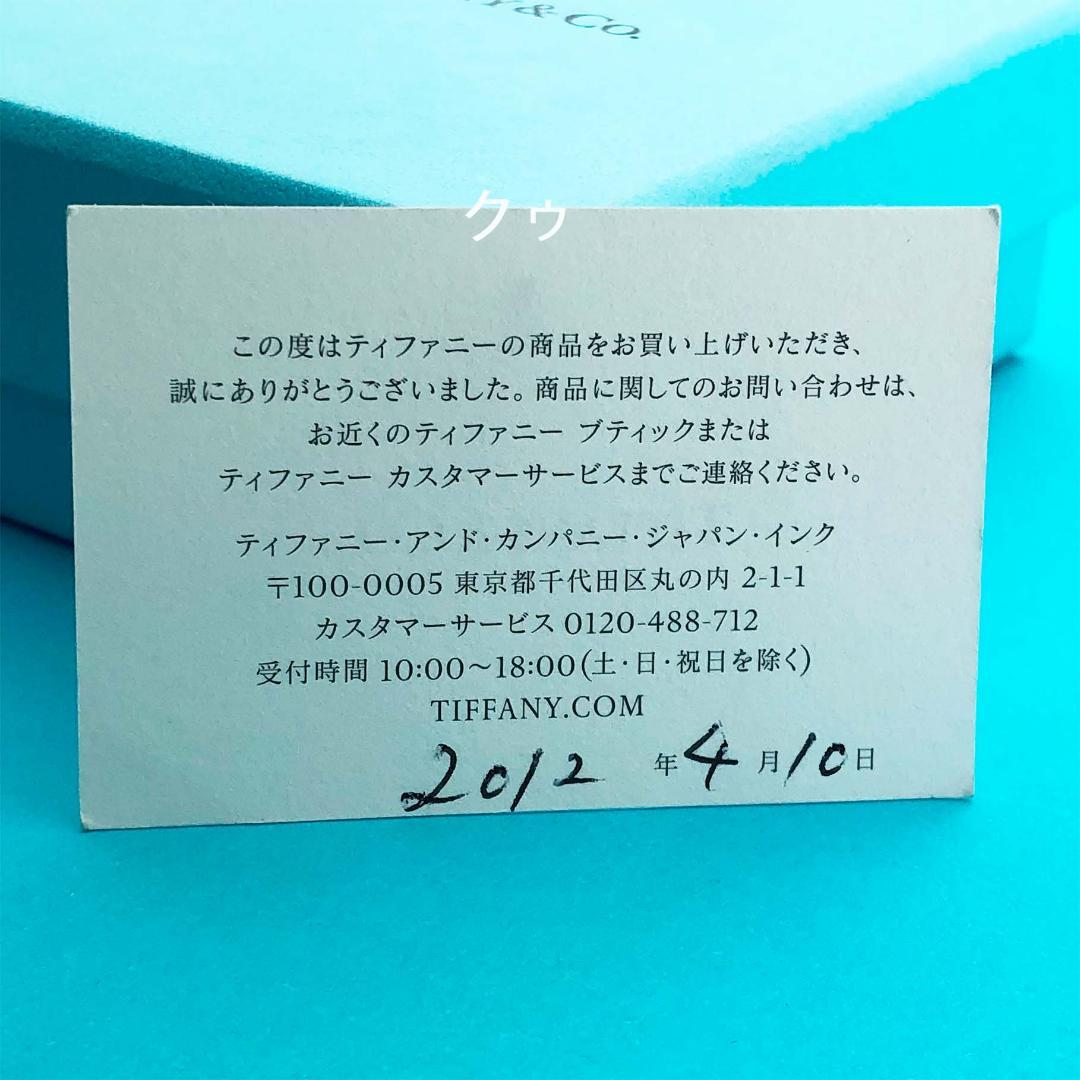 Y & CO.
クゥ
この度はティファニーの商品をお買い上げいただき、
誠にありがとうございました。商品に関してのお問い合わせは、
お近くのティファニー ブティックまたは
ティファニー カスタマーサービスまでご連絡ください。
ティファニー・アンド・カンパニー・ジャパン・インク
〒100-0005 東京都千代田区丸の内 2-1-1
カスタマーサービス 0120-488-712
受付時間 10:00〜18:00(土・日・祝日を除く)
TIFFANY.COM
2012 年 4 月 10 日